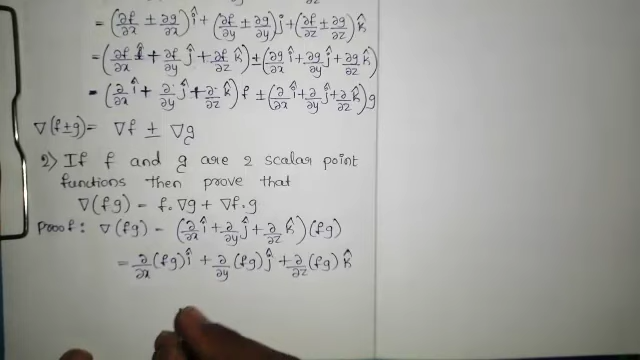 = (∂f/∂x ± ∂g/∂x) î + (∂f/∂y ± ∂g/∂y) ĵ + (∂f/∂z ± ∂g/∂z) k̂
= (∂f/∂x î + ∂f/∂y ĵ + ∂f/∂z k̂) ± (∂g/∂x î + ∂g/∂y ĵ + ∂g/∂z k̂)
= (∂/∂x î + ∂/∂y ĵ + ∂/∂z k̂) f ± (∂/∂x î + ∂/∂y ĵ + ∂/∂z k̂) g
∇(f±g) = ∇f ± ∇g
2) If f and g are 2 scalar point
functions then prove that
∇(fg) = f·∇g + ∇f·g
Proof: ∇(fg) = (∂/∂x î + ∂/∂y ĵ + ∂/∂z k̂) (fg)
= ∂/∂x (fg) î + ∂/∂y (fg) ĵ + ∂/∂z (fg) k̂